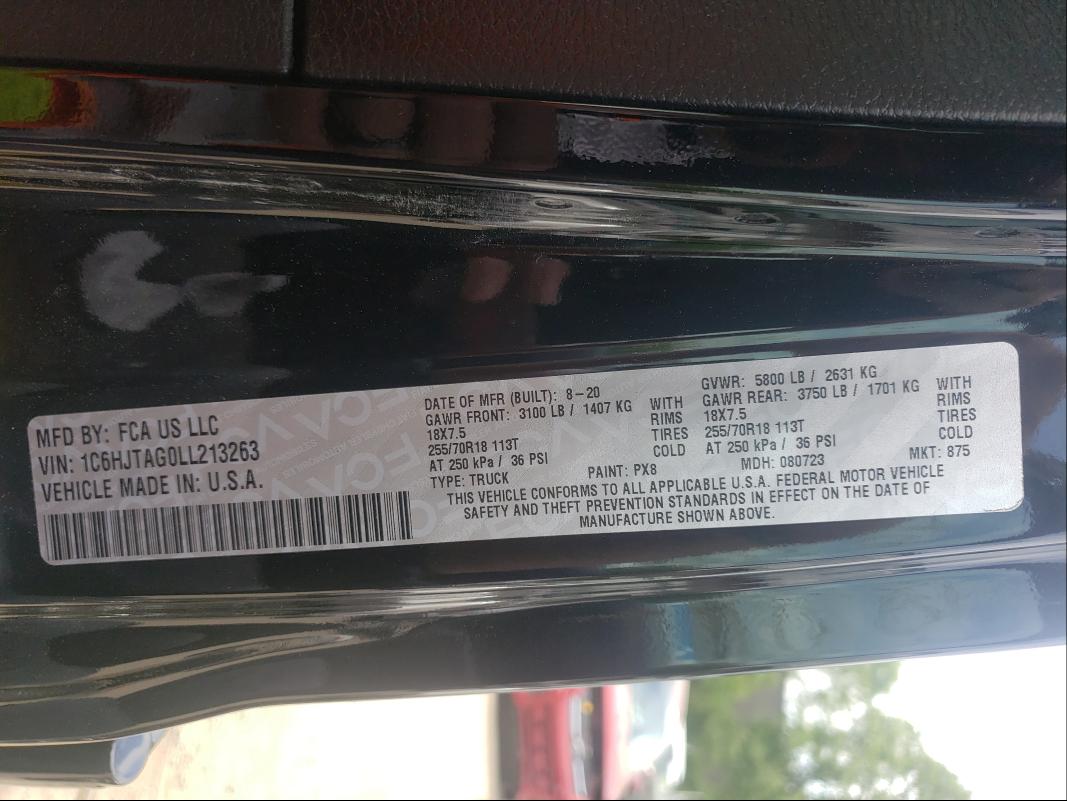 MFD BY: FCA US LLC
VIN: 1C6HJTAG0LL213263
VEHICLE MADE IN: U.S.A.
DATE OF MFR (BUILT): 8-20
GAWR FRONT: 3100 LB / 1407 KG WITH
18X7.5 RIMS
255/70R18 113T TIRES
AT 250 kPa / 36 PSI COLD
GVWR: 5800 LB / 2631 KG
GAWR REAR: 3750 LB / 1701 KG WITH
18X7.5 RIMS
255/70R18 113T TIRES
AT 250 kPa / 36 PSI COLD
TYPE: TRUCK PAINT: PX8 MDH: 080723 MKT: 875
THIS VEHICLE CONFORMS TO ALL APPLICABLE U.S.A. FEDERAL MOTOR VEHICLE
SAFETY AND THEFT PREVENTION STANDARDS IN EFFECT ON THE DATE OF
MANUFACTURE SHOWN ABOVE.